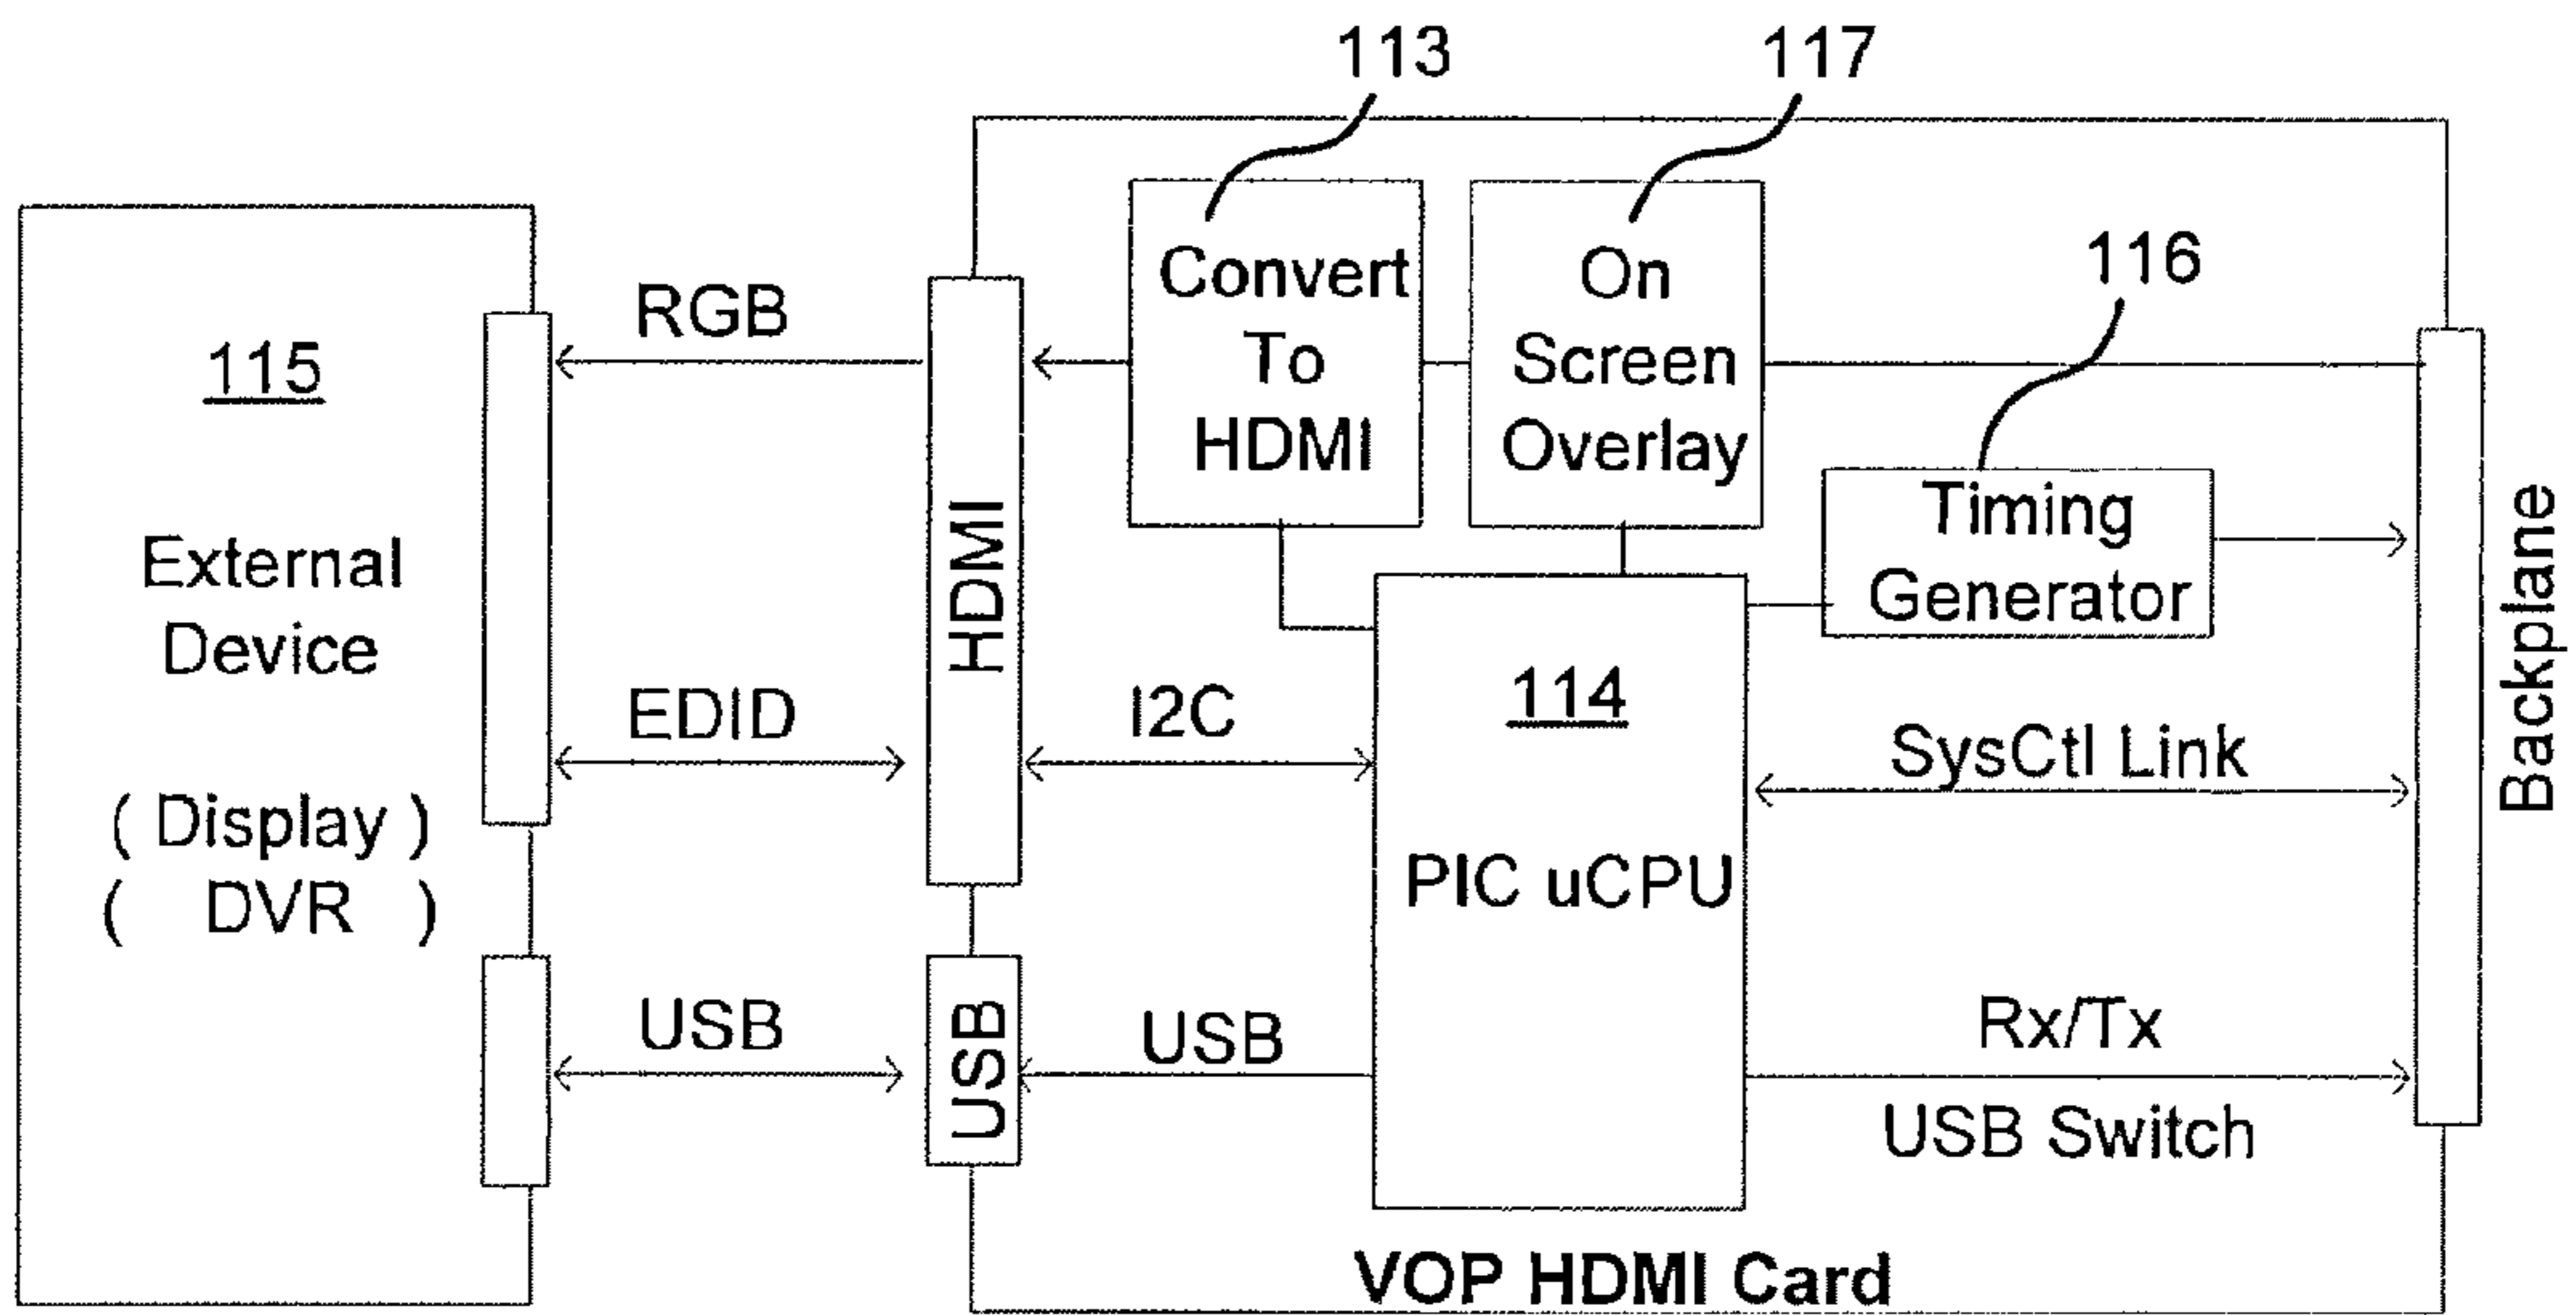 113
117
116
115
External
Device
( Display )
( DVR )
RGB
EDID
USB
HDMI
USB
Convert
To
HDMI
On
Screen
Overlay
Timing
Generator
I2C
USB
114
PIC uCPU
SysCtl Link
Rx/Tx
USB Switch
Backplane
VOP HDMI Card